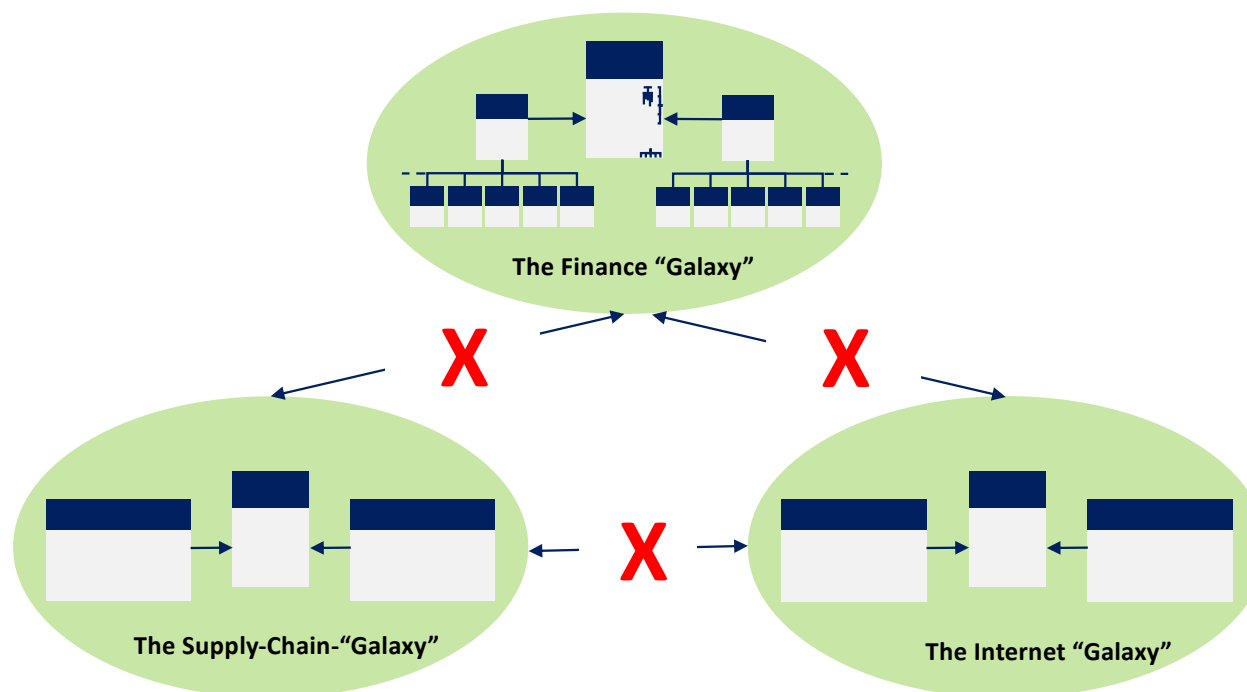 The Finance “Galaxy”
X
X
X
The Supply-Chain-“Galaxy”
The Internet “Galaxy”